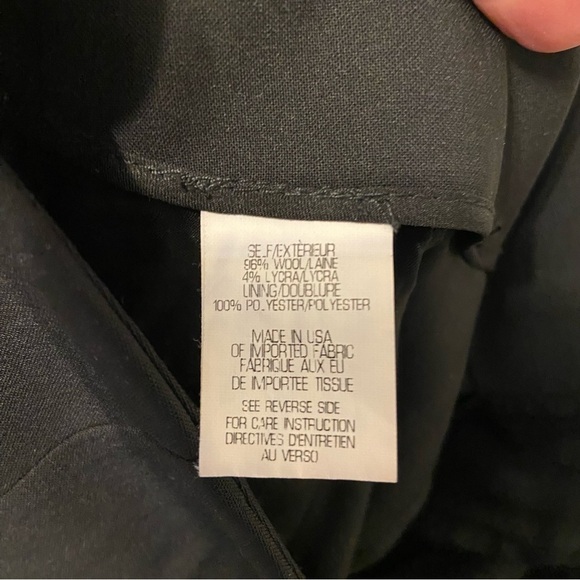 SELF/EXTÈRIEUR
96% WOOL/LAINE
4% LYCRA/LYCRA
LINING/DOUBLURE
100% POLYESTER/POLYESTER
MADE IN USA
OF IMPORTED FABRIC
FABRIQUE AUX EU
DE IMPORTEE TISSUE
SEE REVERSE SIDE
FOR CARE INSTRUCTION
DIRECTIVES D'ENTRETIEN
AU VERSO